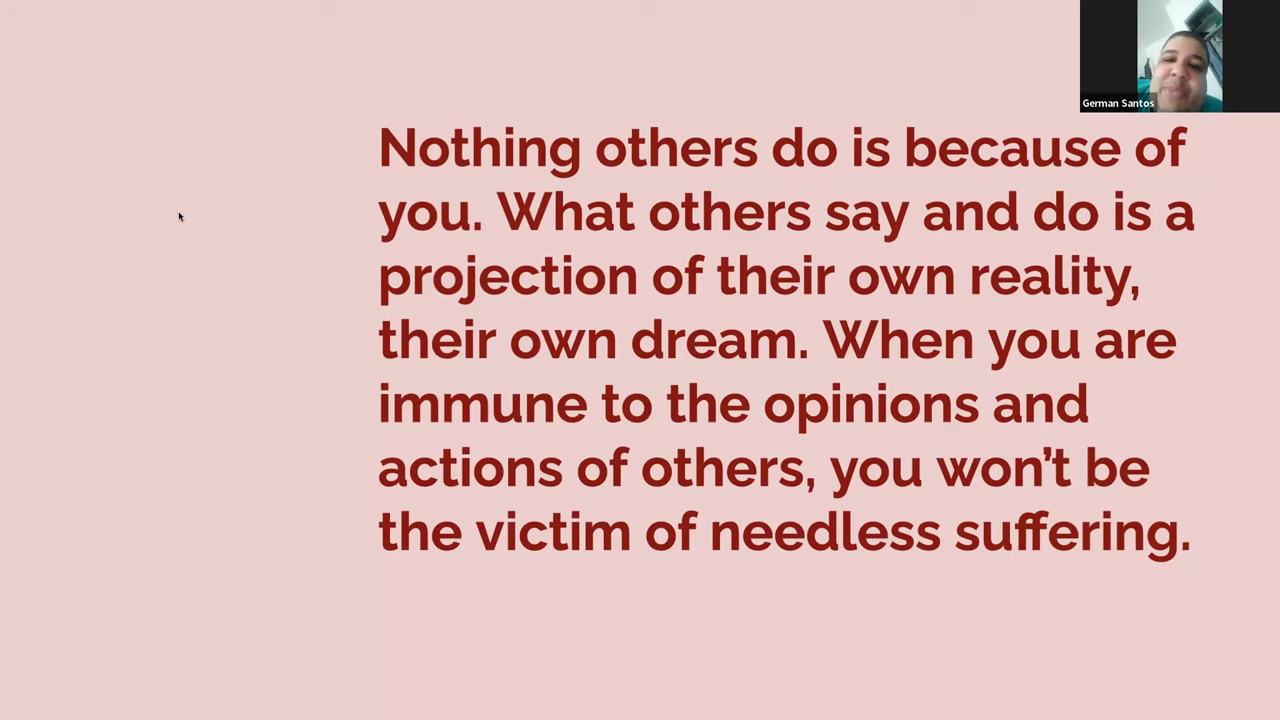 German Santos
Nothing others do is because of
you. What others say and do is a
projection of their own reality,
their own dream. When you are
immune to the opinions and
actions of others, you won’t be
the victim of needless suffering.